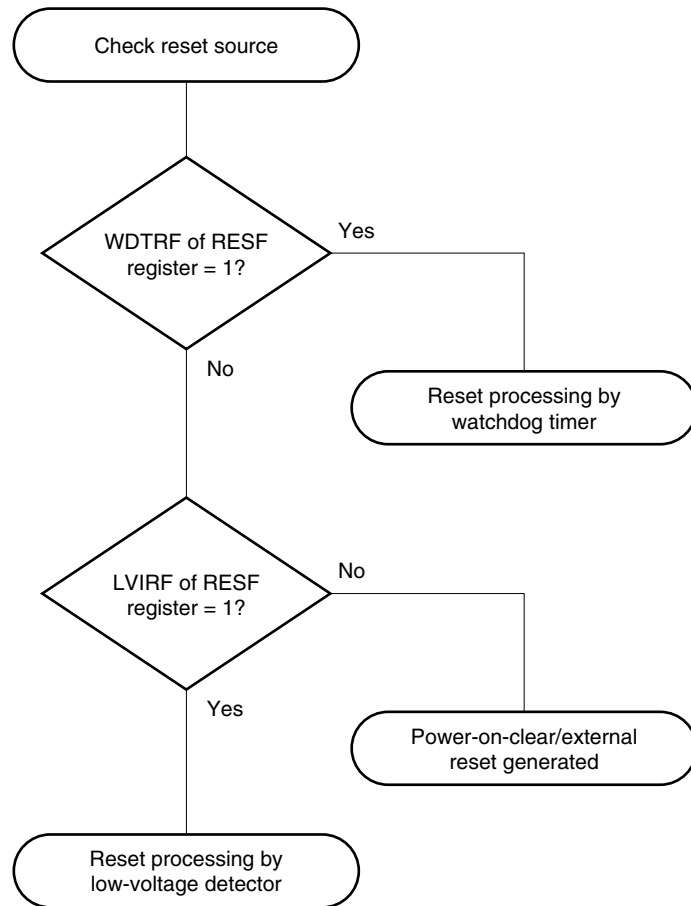 Check reset source
WDTRF of RESF
register = 1?
Yes
No
Reset processing by
watchdog timer
LVIRF of RESF
register = 1?
No
Yes
Power-on-clear/external
reset generated
Reset processing by
low-voltage detector